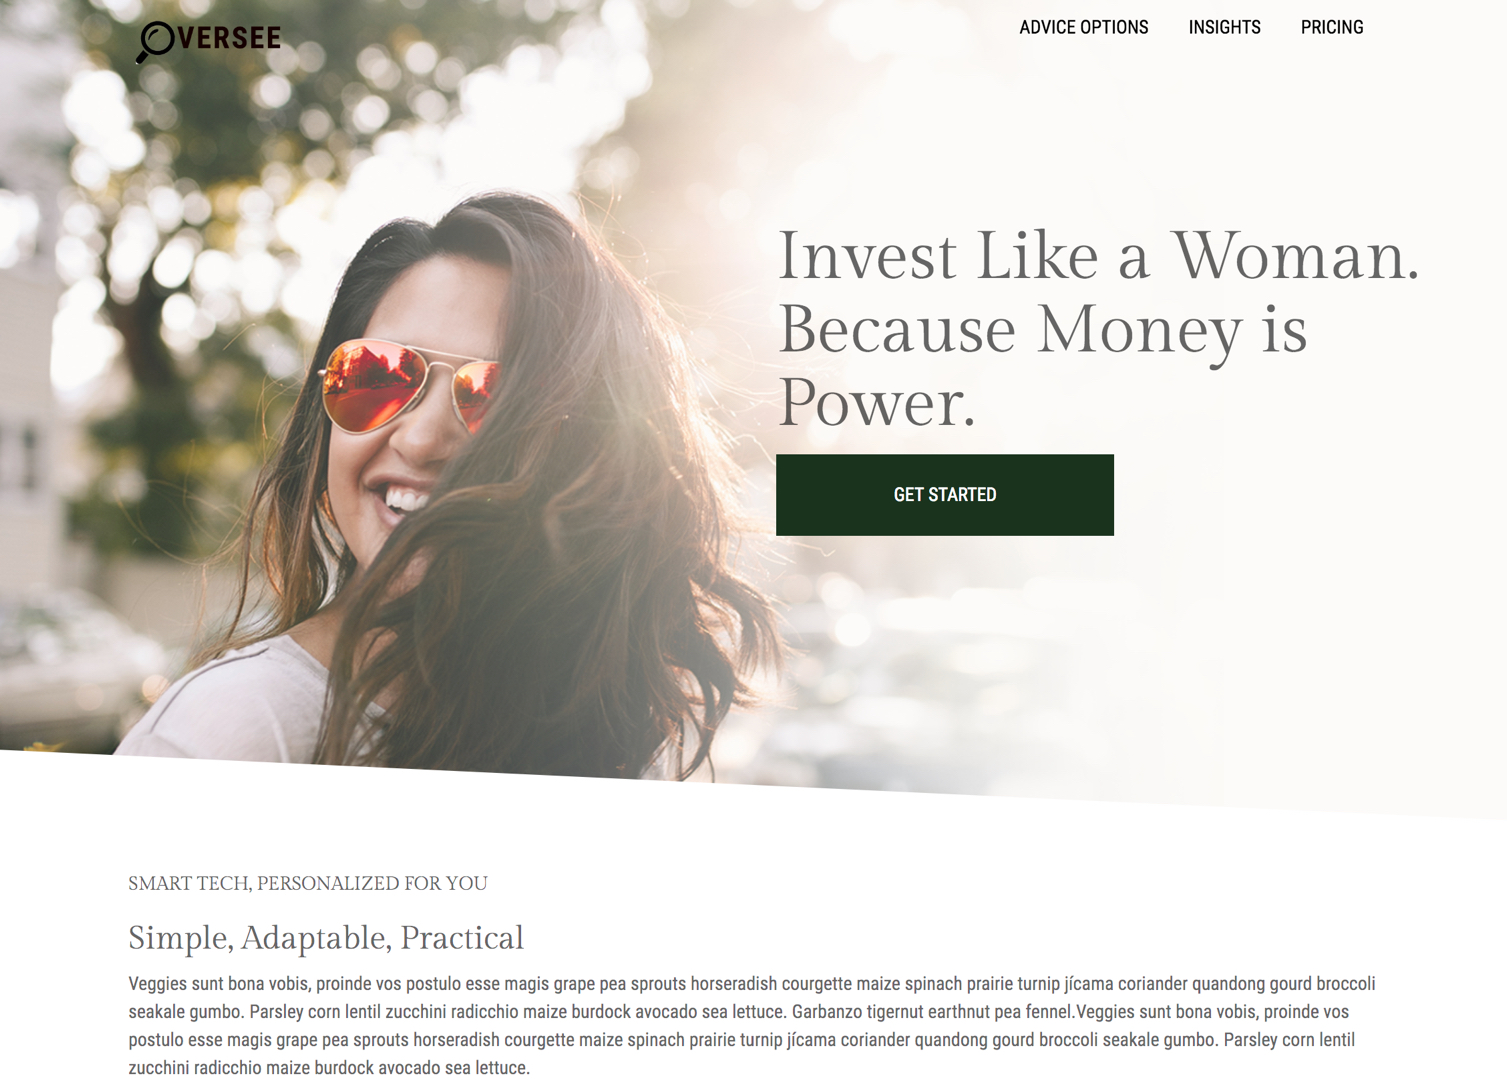 OVERSEE
ADVICE OPTIONS INSIGHTS PRICING
Invest Like a Woman.
Because Money is
Power.
GET STARTED
SMART TECH, PERSONALIZED FOR YOU
Simple, Adaptable, Practical
Veggies sunt bona vobis, proinde vos postulo esse magis grape pea sprouts horseradish courgette maize spinach prairie turnip jícama coriander quandong gourd broccoli
seakale gumbo. Parsley corn lentil zucchini radicchio maize burdock avocado sea lettuce. Garbanzo tigernut earthnut pea fennel.Veggies sunt bona vobis, proinde vos
postulo esse magis grape pea sprouts horseradish courgette maize spinach prairie turnip jícama coriander quandong gourd broccoli seakale gumbo. Parsley corn lentil
zucchini radicchio maize burdock avocado sea lettuce.